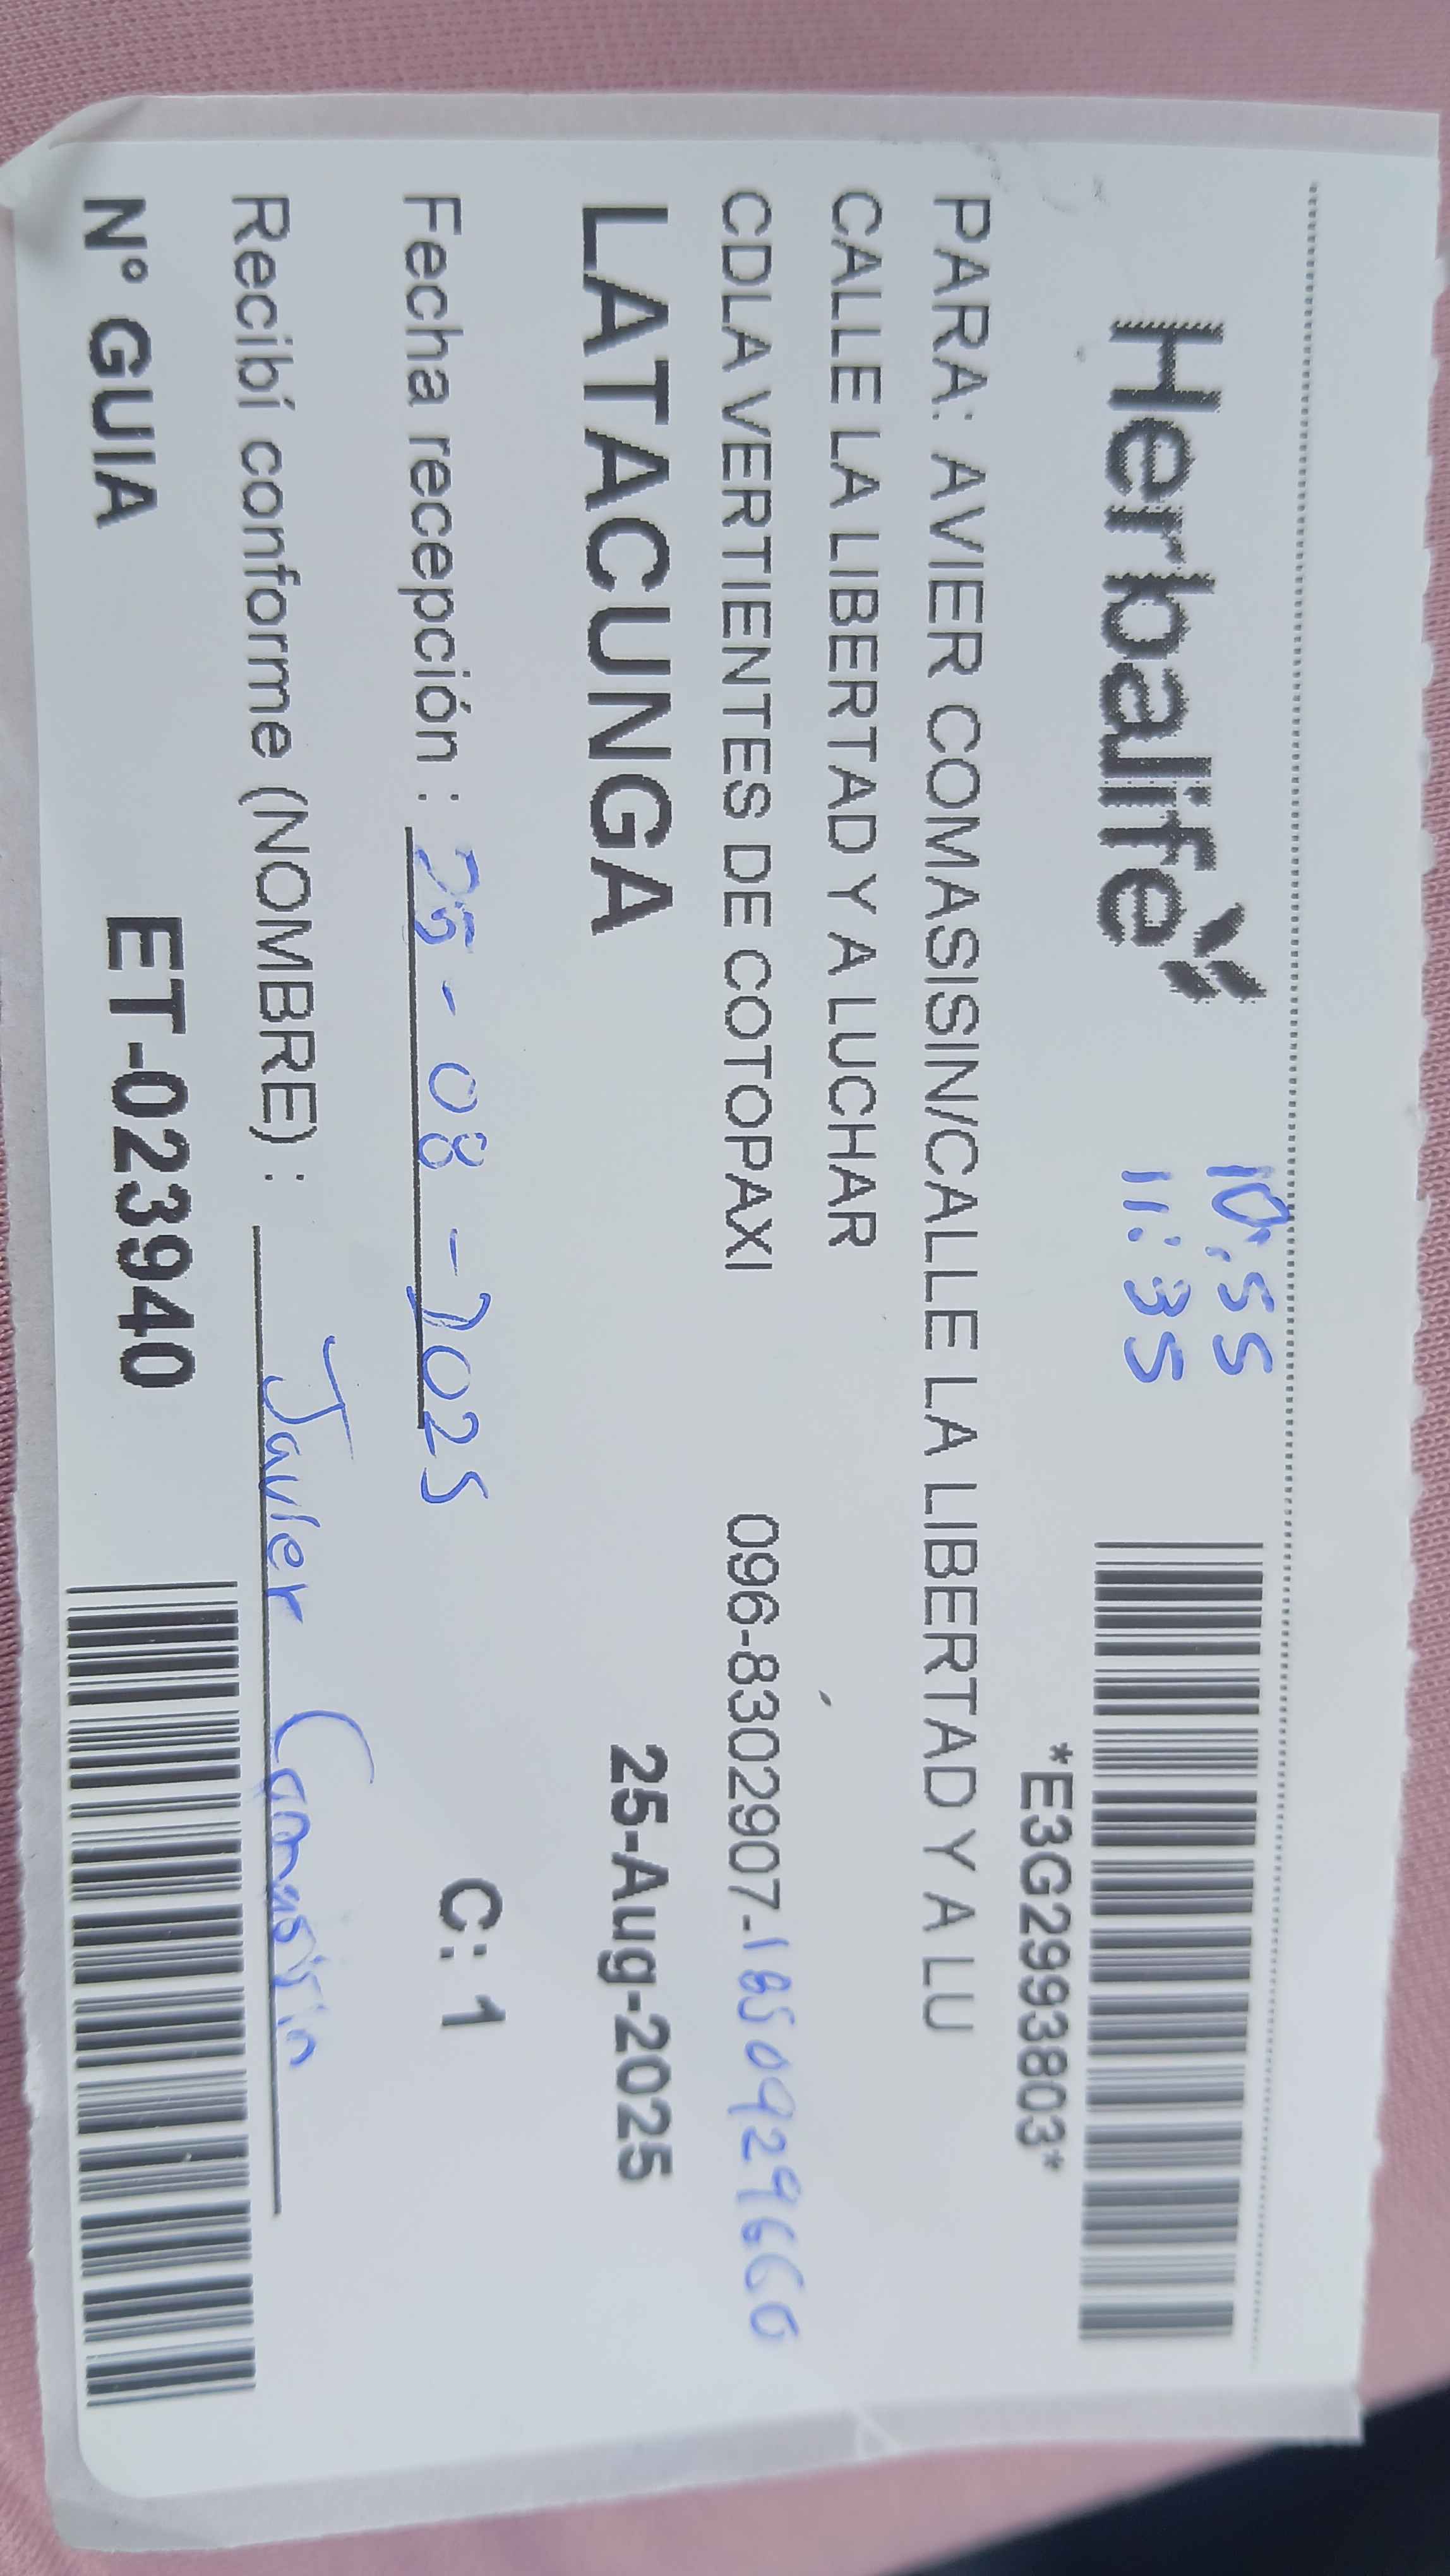 Herbalife
10:55
11:35
*E3G2993803*
PARA: AVIER COMASISIN/CALLE LA LIBERTAD Y A LU
CALLE LA LIBERTAD Y A LUCHAR
CDLA VERTIENTES DE COTOPAXI 096-8302907-1850929660
LATACUNGA 25-Aug-2025
Fecha recepción : 25-08-2025 C: 1
Recibí conforme (NOMBRE) : Javier Comasisin
N° GUIA ET-023940